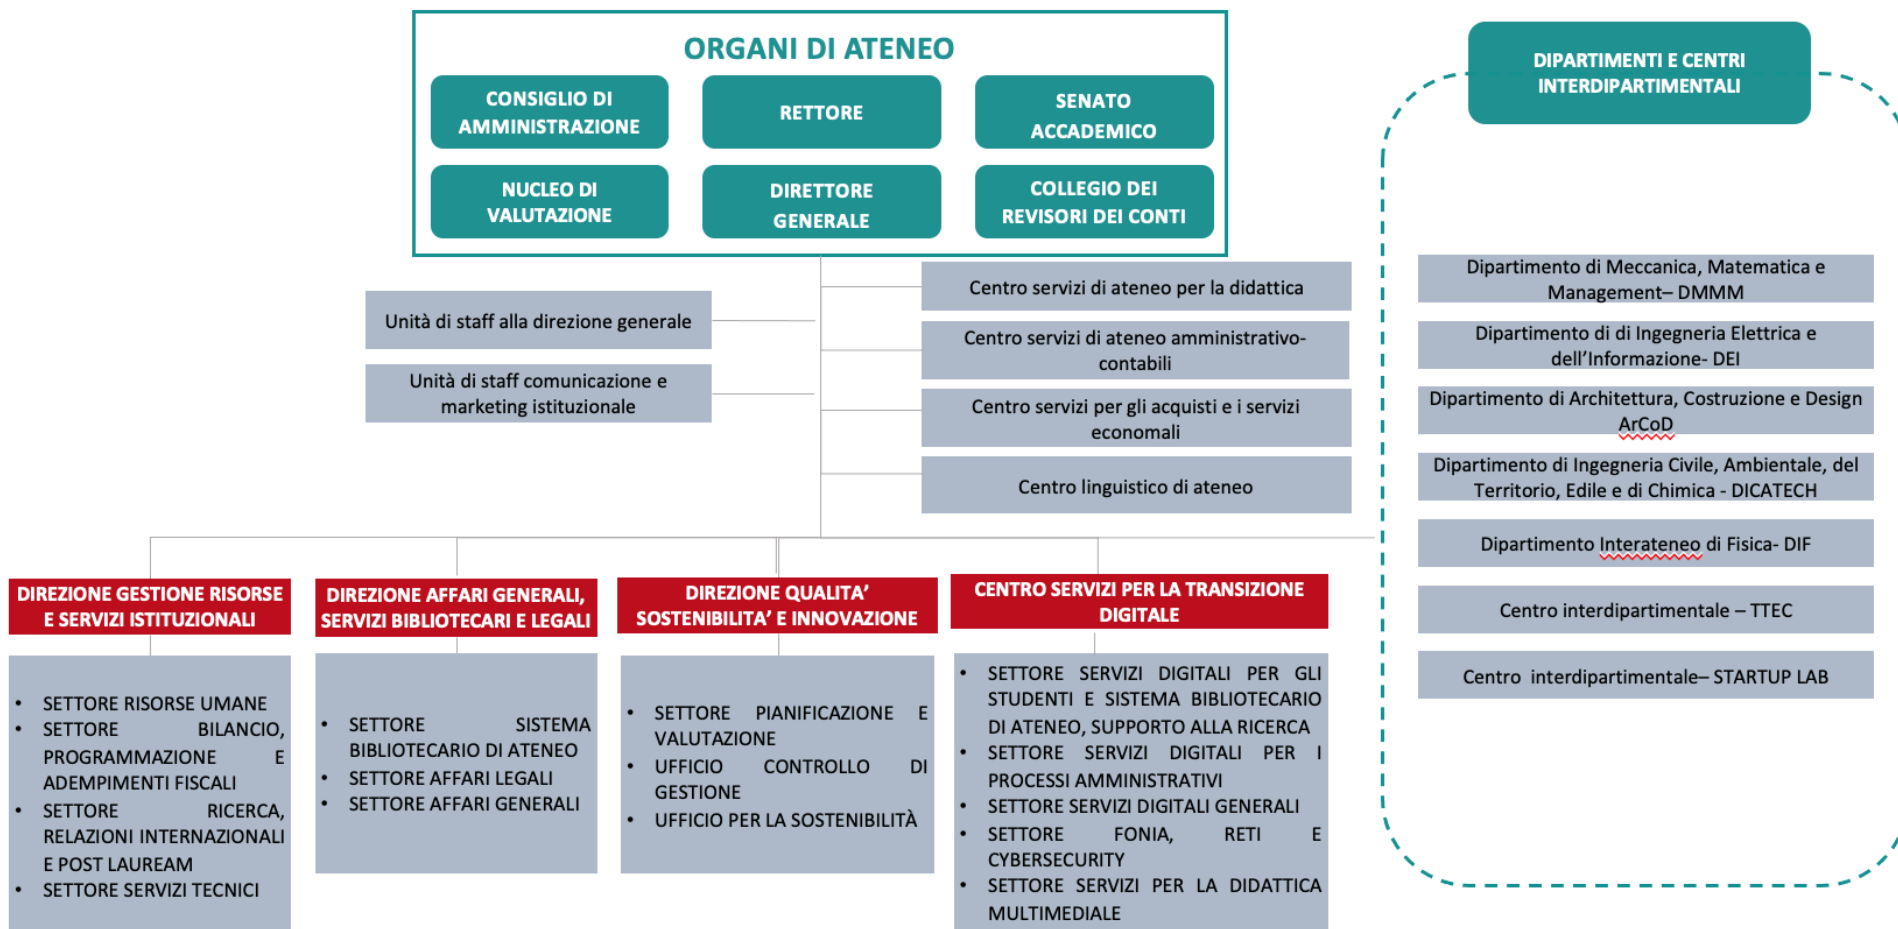 ORGANI DI ATENEO
CONSIGLIO DI
AMMINISTRAZIONE
RETTORE
SENATO
ACCADEMICO
NUCLEO DI
VALUTAZIONE
DIRETTORE
GENERALE
COLLEGIO DEI
REVISORI DEI CONTI
Unità di staff alla direzione generale
Unità di staff comunicazione e
marketing istituzionale
Centro servizi di ateneo per la didattica
Centro servizi di ateneo amministrativo-
contabili
Centro servizi per gli acquisti e i servizi
economali
Centro linguistico di ateneo
DIREZIONE GESTIONE RISORSE
E SERVIZI ISTITUZIONALI
• SETTORE RISORSE UMANE
• SETTORE BILANCIO,
PROGRAMMAZIONE E
ADEMPIMENTI FISCALI
• SETTORE RICERCA,
RELAZIONI INTERNAZIONALI
E POST LAUREAM
• SETTORE SERVIZI TECNICI
DIREZIONE AFFARI GENERALI,
SERVIZI BIBLIOTECARI E LEGALI
• SETTORE SISTEMA
BIBLIOTECARIO DI ATENEO
• SETTORE AFFARI LEGALI
• SETTORE AFFARI GENERALI
DIREZIONE QUALITA’
SOSTENIBILITA’ E INNOVAZIONE
• SETTORE PIANIFICAZIONE E
VALUTAZIONE
• UFFICIO CONTROLLO DI
GESTIONE
• UFFICIO PER LA SOSTENIBILITÀ
CENTRO SERVIZI PER LA TRANSIZIONE
DIGITALE
• SETTORE SERVIZI DIGITALI PER GLI
STUDENTI E SISTEMA BIBLIOTECARIO
DI ATENEO, SUPPORTO ALLA RICERCA
• SETTORE SERVIZI DIGITALI PER I
PROCESSI AMMINISTRATIVI
• SETTORE SERVIZI DIGITALI GENERALI
• SETTORE FONIA, RETI E
CYBERSECURITY
• SETTORE SERVIZI PER LA DIDATTICA
MULTIMEDIALE
DIPARTIMENTI E CENTRI
INTERDIPARTIMENTALI
Dipartimento di Meccanica, Matematica e
Management– DMMM
Dipartimento di di Ingegneria Elettrica e
dell’Informazione- DEI
Dipartimento di Architettura, Costruzione e Design
ArCoD
Dipartimento di Ingegneria Civile, Ambientale, del
Territorio, Edile e di Chimica - DICATECH
Dipartimento Interateneo di Fisica- DIF
Centro interdipartimentale – TTEC
Centro interdipartimentale– STARTUP LAB